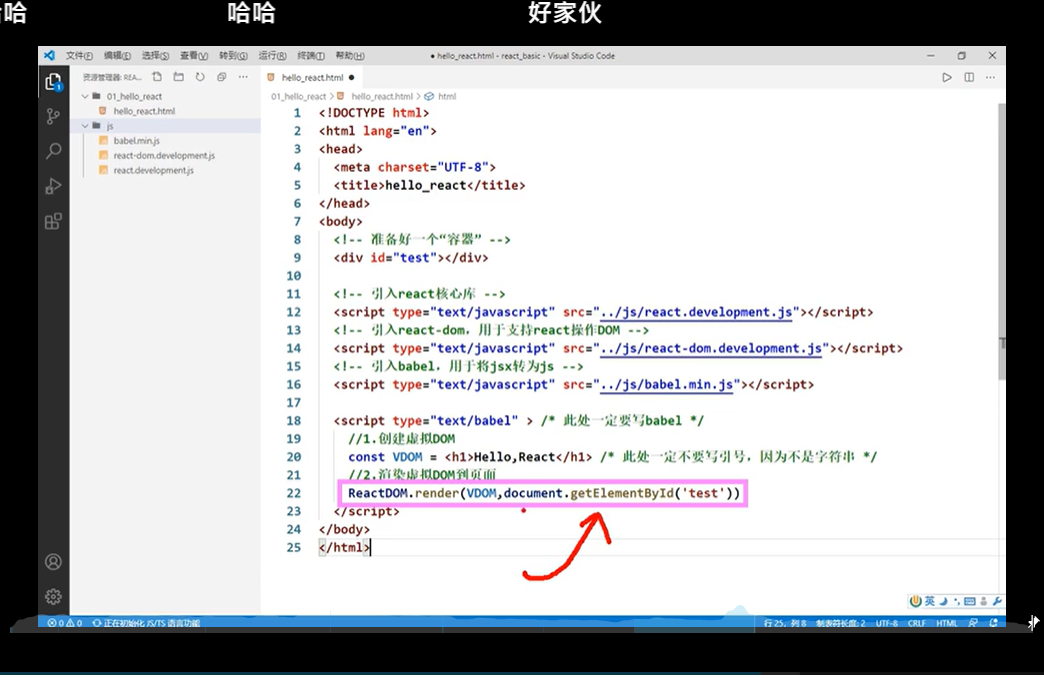 哈 哈哈 好家伙
文件(F) 编辑(E) 选择(S) 查看(V) 转到(G) 运行(R) 终端(T) 帮助(H) ● hello_react.html - react_basic - Visual Studio Code
资源管理器: REA... hello_react.html ●
01_hello_react > hello_react.html > html
01_hello_react
hello_react.html
js
babel.min.js
react-dom.development.js
react.development.js
1 <!DOCTYPE html>
2 <html lang="en">
3 <head>
4 <meta charset="UTF-8">
5 <title>hello_react</title>
6 </head>
7 <body>
8 <!-- 准备好一个“容器” -->
9 <div id="test"></div>
10
11 <!-- 引入react核心库 -->
12 <script type="text/javascript" src="../js/react.development.js"></script>
13 <!-- 引入react-dom，用于支持react操作DOM -->
14 <script type="text/javascript" src="../js/react-dom.development.js"></script>
15 <!-- 引入babel，用于将jsx转为js -->
16 <script type="text/javascript" src="../js/babel.min.js"></script>
17
18 <script type="text/babel" > /* 此处一定要写babel */
19 //1.创建虚拟DOM
20 const VDOM = <h1>Hello,React</h1> /* 此处一定不要写引号，因为不是字符串 */
21 //2.渲染虚拟DOM到页面
22 ReactDOM.render(VDOM,document.getElementById('test'))
23 </script>
24 </body>
25 </html>
英
0 0 正在初始化 JS/TS 语言功能 行 25，列 8 制表符长度: 2 UTF-8 CRLF HTML